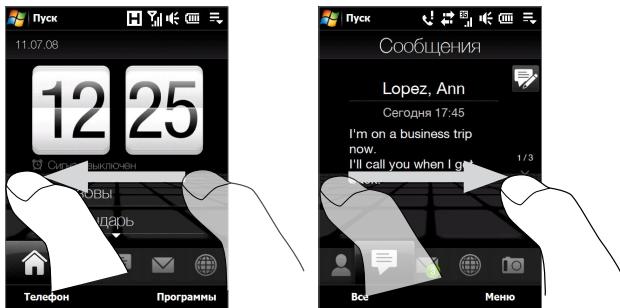 Пуск
11.07.08
12 25
Сигнал выключен
Телефон Программы
Пуск
Сообщения
Lopez, Ann
Сегодня 17:45
I'm on a business trip
now.
I'll call you when I get
1/3
Все Меню